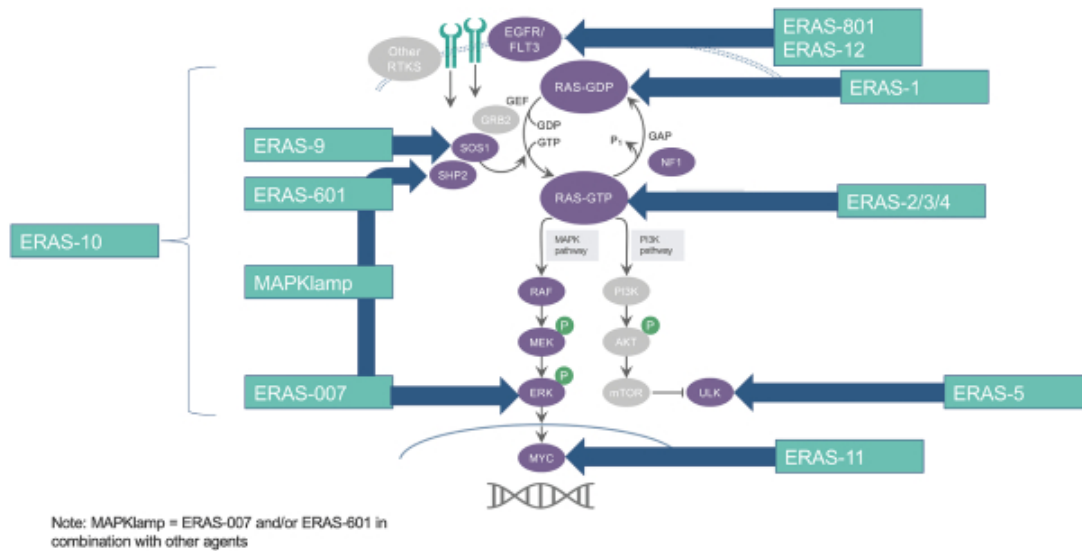 EGFR/
FLT3
ERAS-801
ERAS-12
Other
RTKS
RAS-GDP
ERAS-1
GEF
GDP
GTP
GRB2
GAP
P
NF1
ERAS-9
SOS1
SHP2
ERAS-601
RAS-GTP
ERAS-2/3/4
ERAS-10
MAPK
pathway
PI3K
pathway
MAPKlamp
RAF
PI3K
P
P
MEK
AKT
P
ERAS-007
ERK
mTOR
ULK
ERAS-5
MYC
ERAS-11
Note: MAPKlamp = ERAS-007 and/or ERAS-601 in
combination with other agents